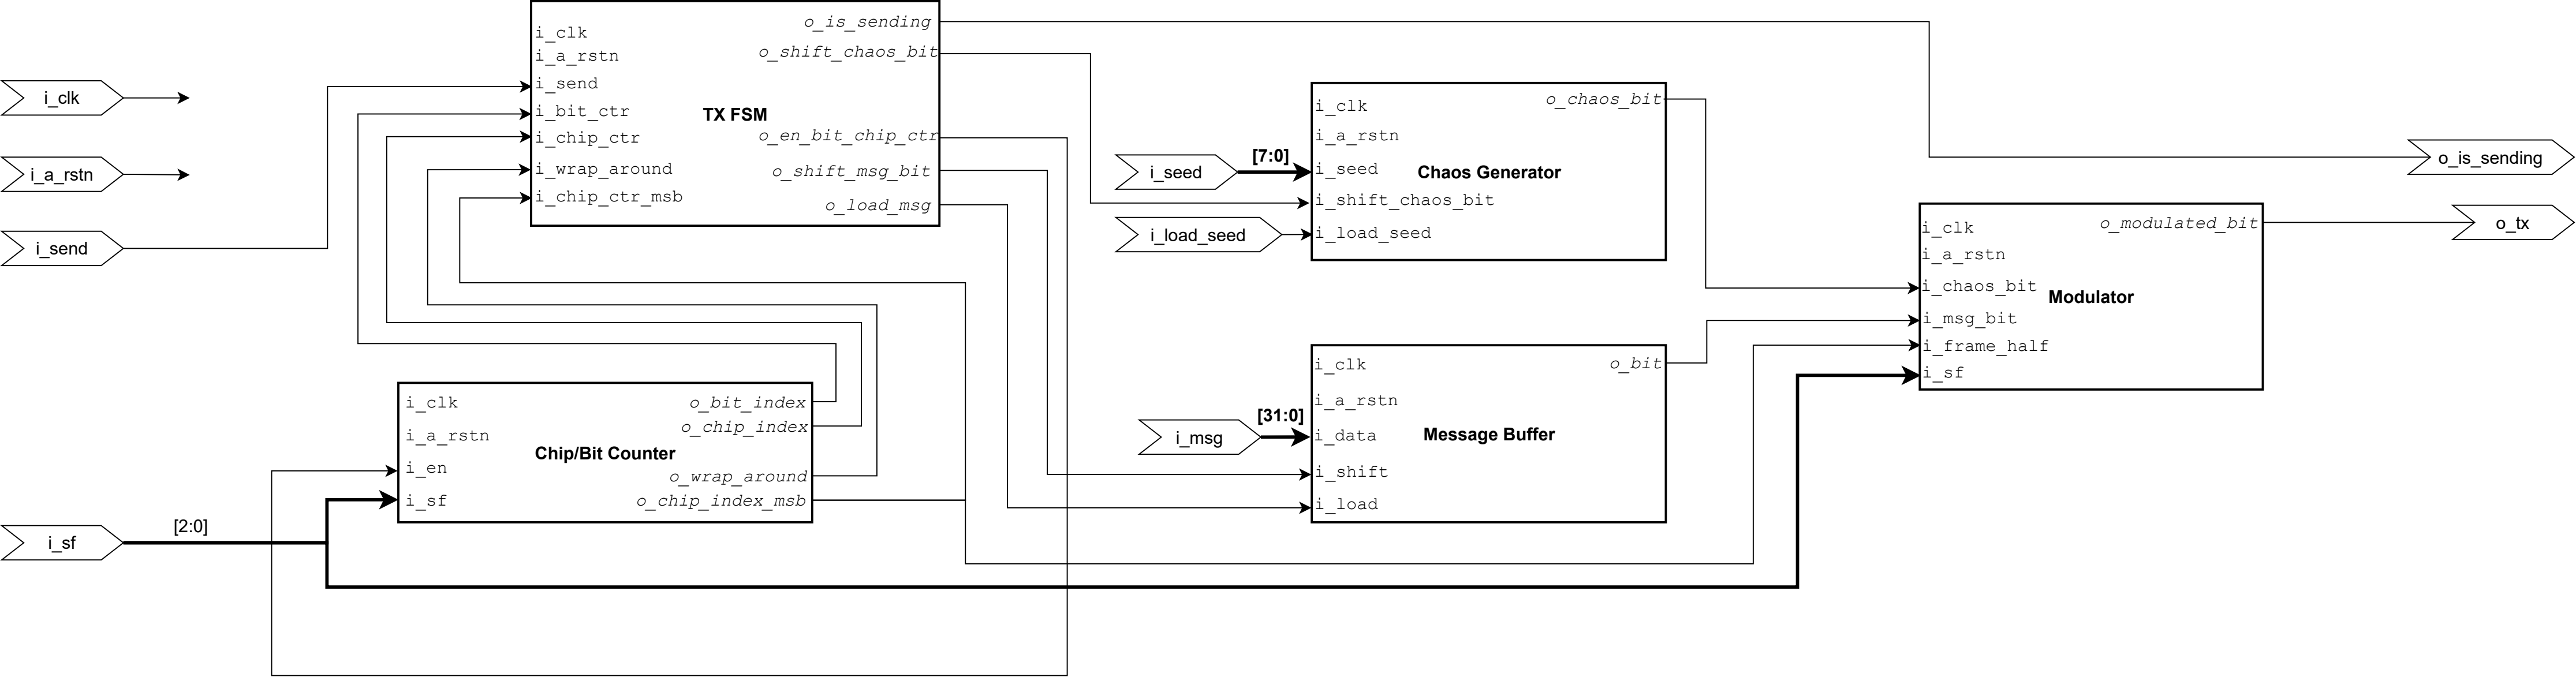 i_clk
i_a_rstn
i_send
i_sf
[2:0]
i_clk
i_a_rstn
i_send
i_bit_ctr
i_chip_ctr
i_wrap_around
i_chip_ctr_msb
TX FSM
o_is_sending
o_shift_chaos_bit
o_en_bit_chip_ctr
o_shift_msg_bit
o_load_msg
i_clk
i_a_rstn
i_en
i_sf
Chip/Bit Counter
o_bit_index
o_chip_index
o_wrap_around
o_chip_index_msb
i_seed
[7:0]
i_load_seed
i_clk
i_a_rstn
i_seed
i_shift_chaos_bit
i_load_seed
Chaos Generator
o_chaos_bit
i_msg
[31:0]
i_clk
i_a_rstn
i_data
i_shift
i_load
Message Buffer
o_bit
i_clk
i_a_rstn
i_chaos_bit
i_msg_bit
i_frame_half
i_sf
Modulator
o_modulated_bit
o_is_sending
o_tx